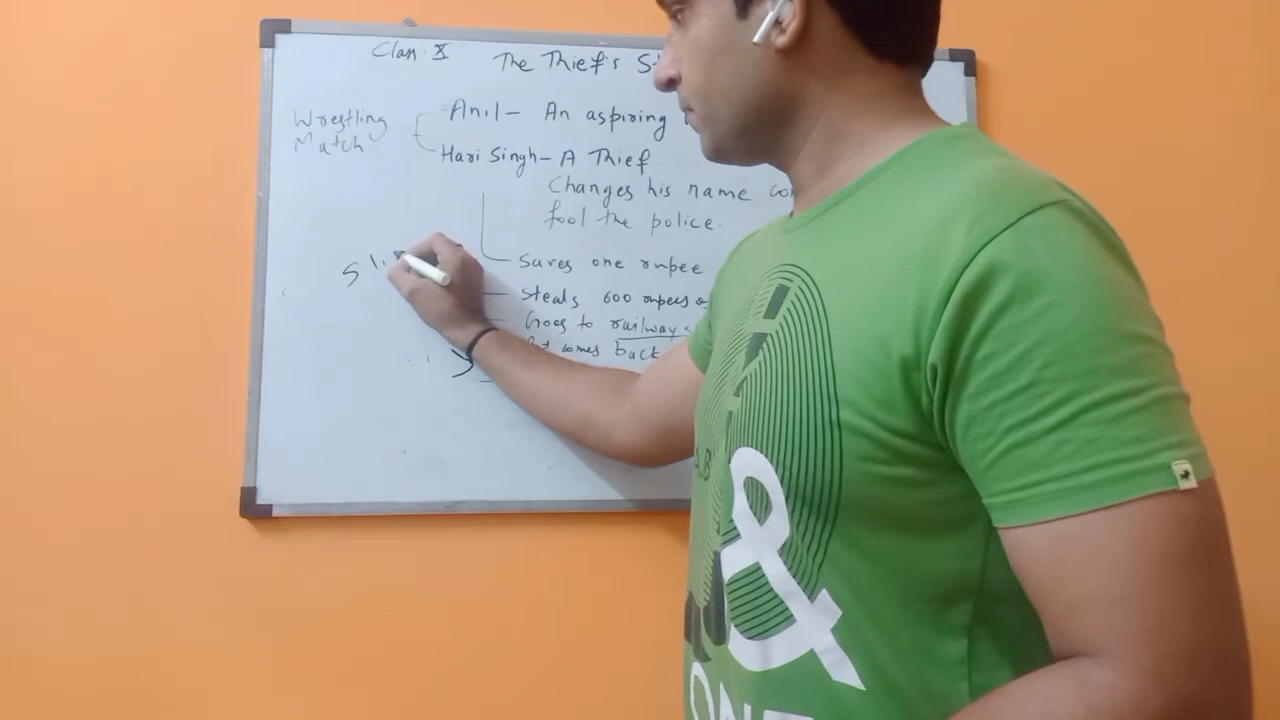 Class X The Thief's
Wrestling
Match
Anil - An aspiring
Hari Singh - A Thief.
Changes his name
fool the police.
Saves one rupee
Steals 600 rupees
Goes to railway
comes back